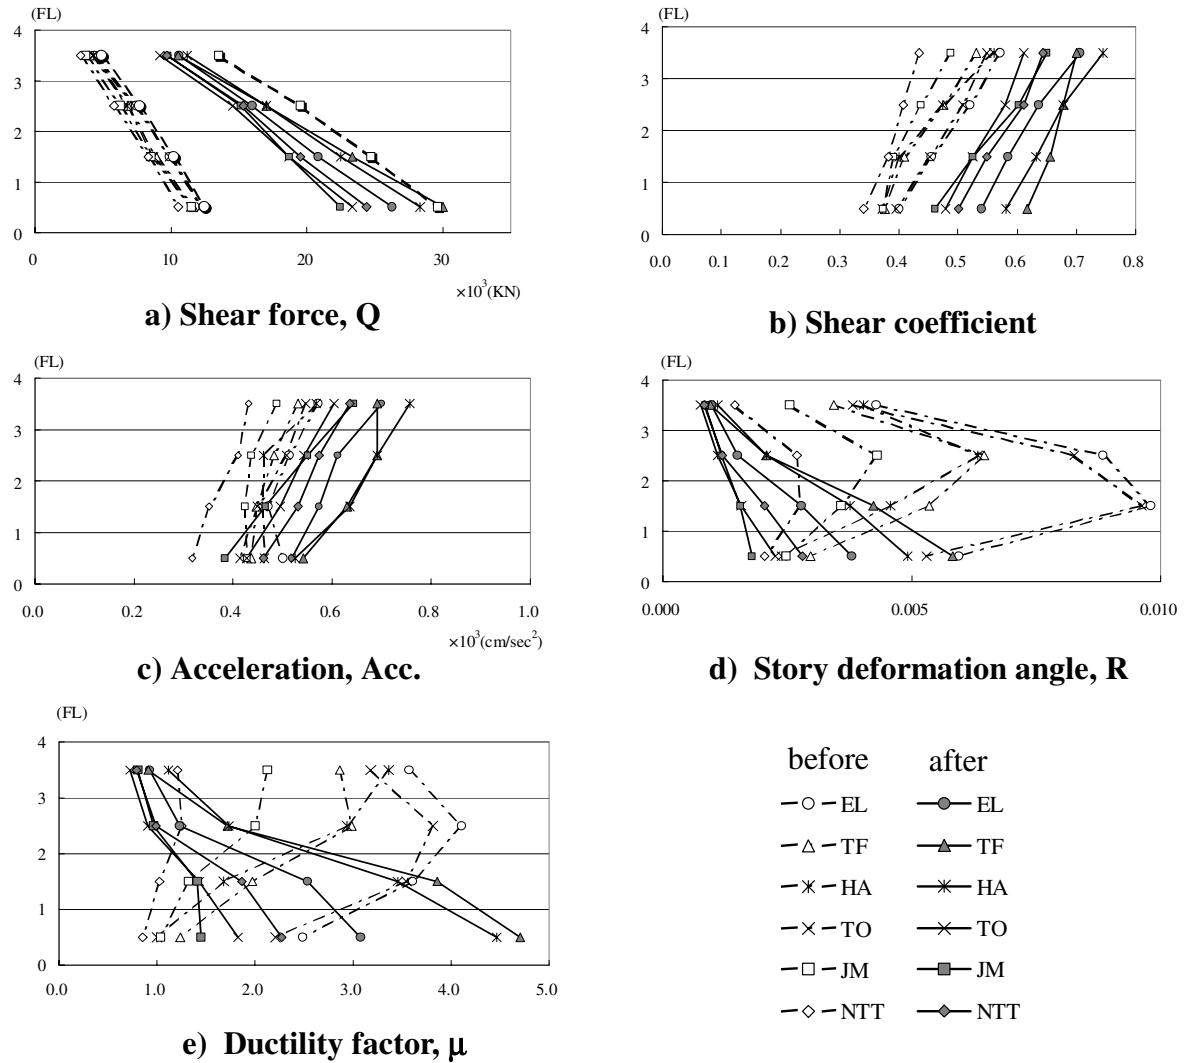 (FL)
4
3
2
1
0
0 10 20 30
×10³(KN)
a) Shear force, Q
(FL)
4
3
2
1
0
0.0 0.1 0.2 0.3 0.4 0.5 0.6 0.7 0.8
b) Shear coefficient
(FL)
4
3
2
1
0
0.0 0.2 0.4 0.6 0.8 1.0
×10³(cm/sec²)
c) Acceleration, Acc.
(FL)
4
3
2
1
0
0.000 0.005 0.010
d) Story deformation angle, R
(FL)
4
3
2
1
0
0.0 1.0 2.0 3.0 4.0 5.0
e) Ductility factor, μ
before after
EL EL
TF TF
HA HA
TO TO
JM JM
NTT NTT